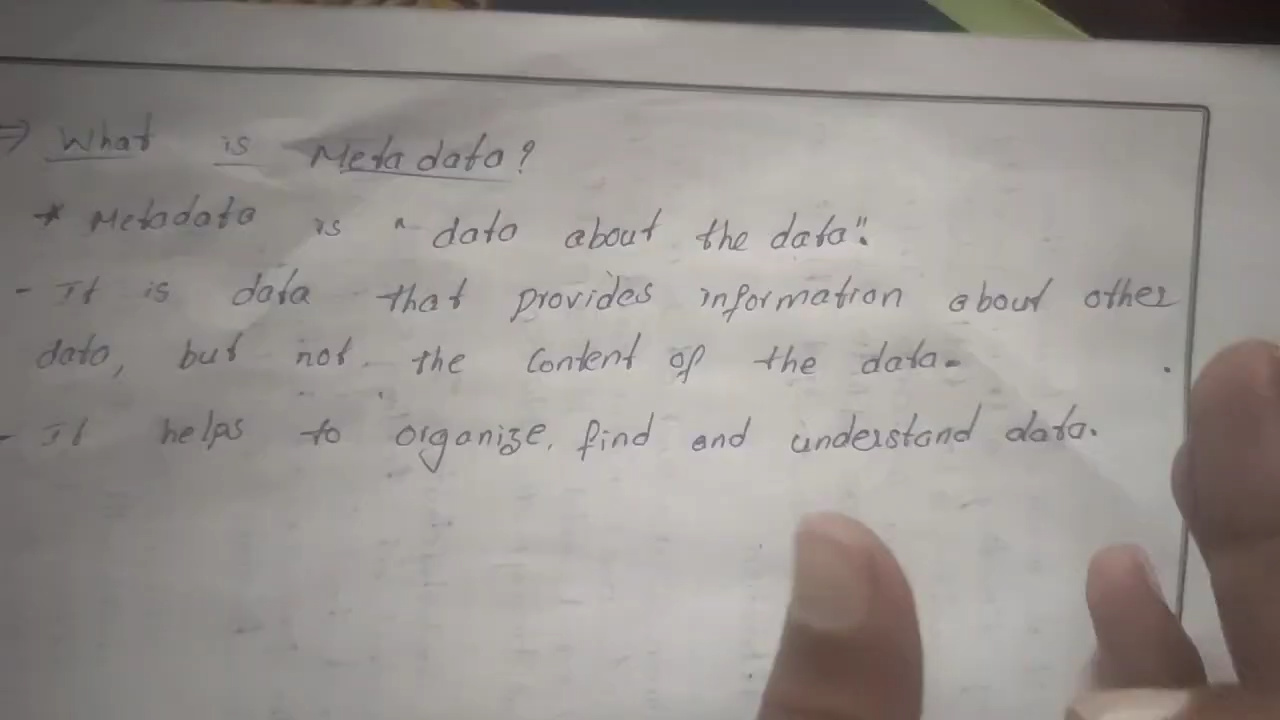 ⇒ What is Metadata?
* Metadata is "data about the data".
- It is data that provides information about other
data, but not the content of the data.
- It helps to organize, find and understand data.